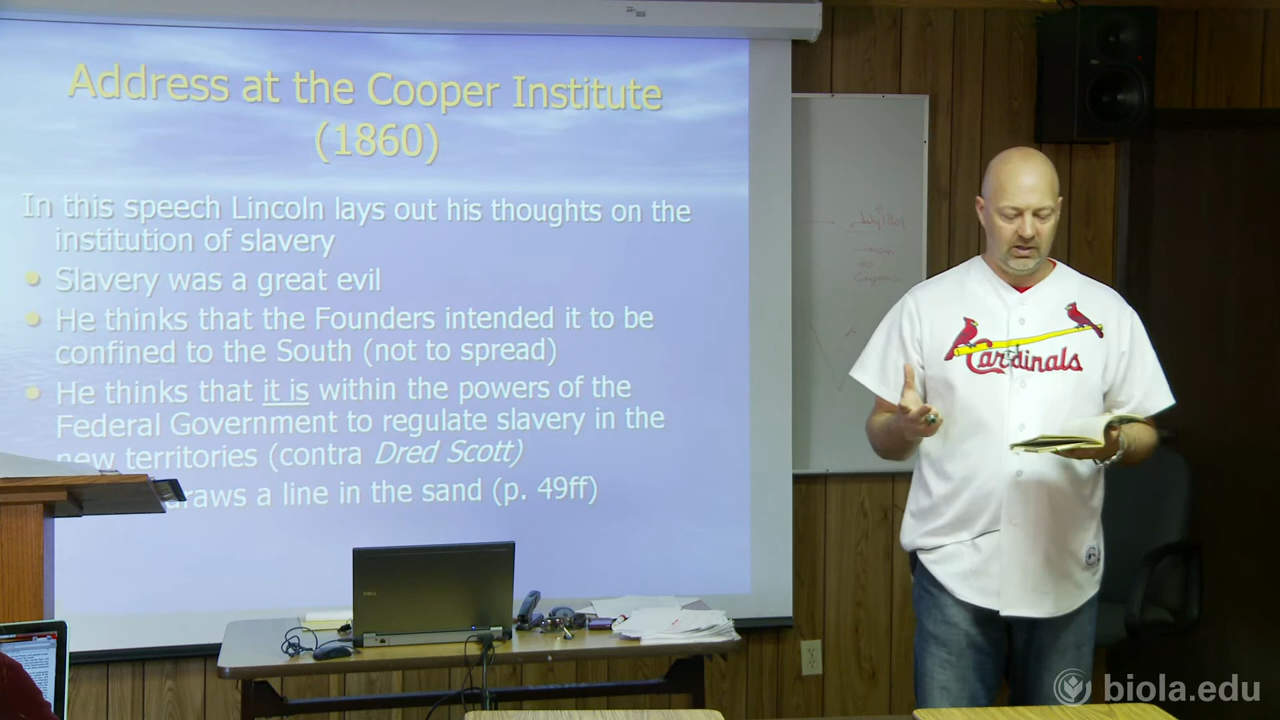 Address at the Cooper Institute
(1860)
In this speech Lincoln lays out his thoughts on the
institution of slavery
• Slavery was a great evil
• He thinks that the Founders intended it to be
confined to the South (not to spread)
• He thinks that it is within the powers of the
Federal Government to regulate slavery in the
new territories (contra Dred Scott)
draws a line in the sand (p. 49ff)
Cardinals
DELL
biola.edu